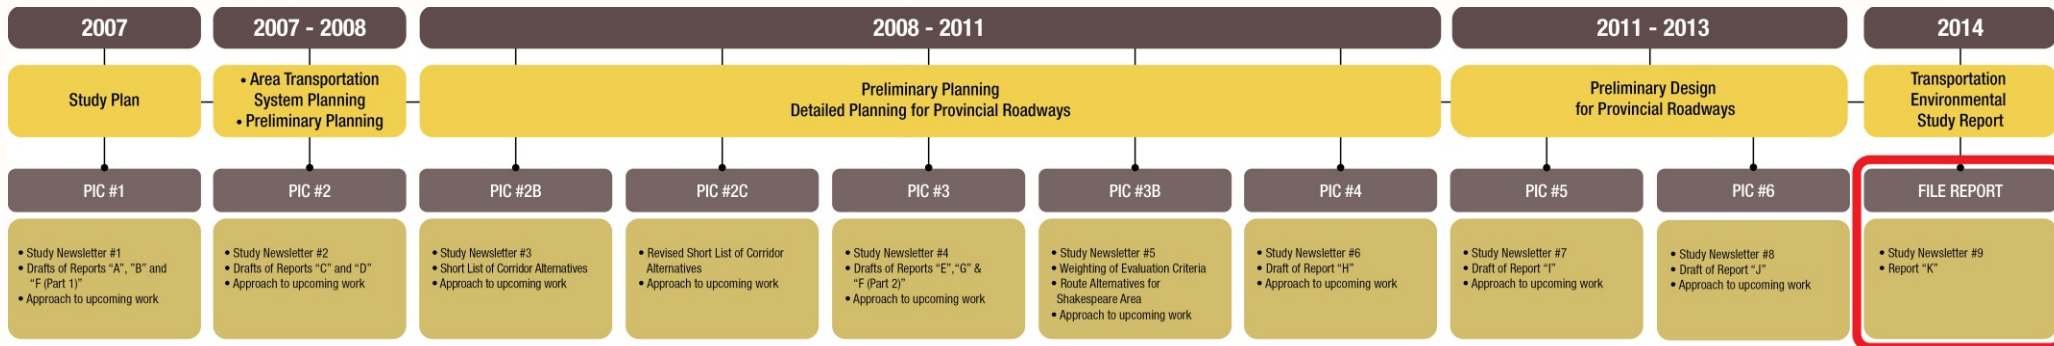 2007
2007 - 2008
2008 - 2011
2011 - 2013
2014
Study Plan
• Area Transportation
System Planning
• Preliminary Planning
Preliminary Planning
Detailed Planning for Provincial Roadways
Preliminary Design
for Provincial Roadways
Transportation
Environmental
Study Report
PIC #1
PIC #2
PIC #2B
PIC #2C
PIC #3
PIC #3B
PIC #4
PIC #5
PIC #6
FILE REPORT
• Study Newsletter #1
• Drafts of Reports “A”, ”B” and
“F (Part 1)”
• Approach to upcoming work
• Study Newsletter #2
• Drafts of Reports “C” and “D”
• Approach to upcoming work
• Study Newsletter #3
• Short List of Corridor Alternatives
• Approach to upcoming work
• Revised Short List of Corridor
Alternatives
• Approach to upcoming work
• Study Newsletter #4
• Drafts of Reports “E”,“G” &
“F (Part 2)”
• Approach to upcoming work
• Study Newsletter #5
• Weighting of Evaluation Criteria
• Route Alternatives for
Shakespeare Area
• Approach to upcoming work
• Study Newsletter #6
• Draft of Report “H”
• Approach to upcoming work
• Study Newsletter #7
• Draft of Report “I”
• Approach to upcoming work
• Study Newsletter #8
• Draft of Report “J”
• Approach to upcoming work
• Study Newsletter #9
• Report “K”